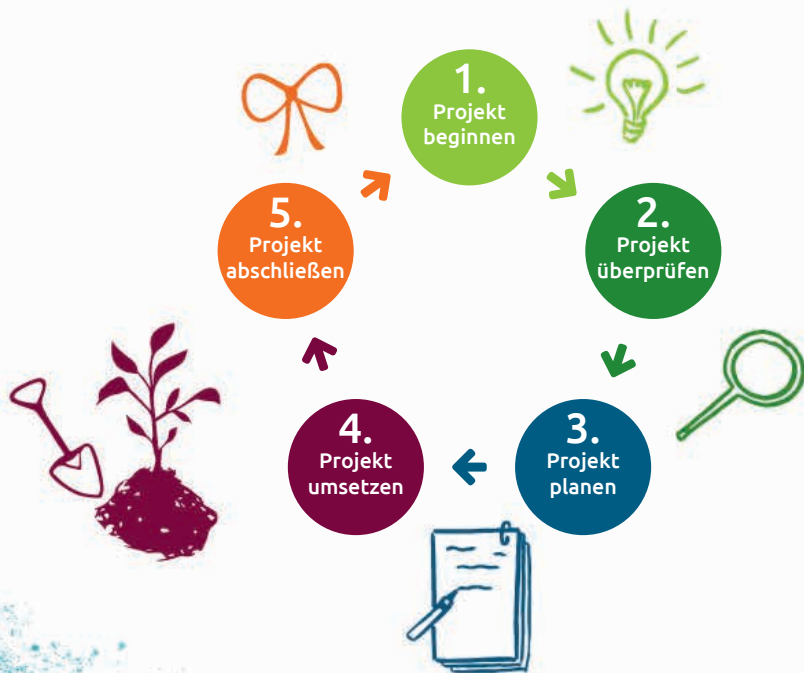 1.
Projekt
beginnen
2.
Projekt
überprüfen
3.
Projekt
planen
4.
Projekt
umsetzen
5.
Projekt
abschließen